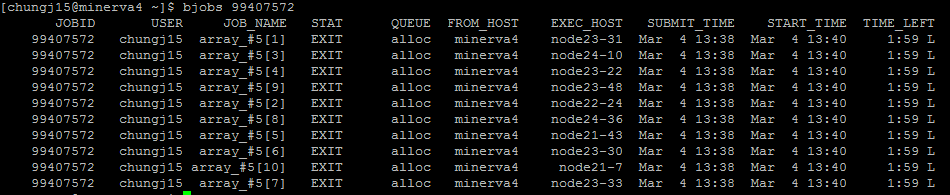 [chungj15@minerva4 ~]$ bjobs 99407572
JOBID USER JOB_NAME STAT QUEUE FROM_HOST EXEC_HOST SUBMIT_TIME START_TIME TIME_LEFT
99407572 chungj15 array_#5[1] EXIT alloc minerva4 node23-31 Mar 4 13:38 Mar 4 13:40 1:59 L
99407572 chungj15 array_#5[3] EXIT alloc minerva4 node24-10 Mar 4 13:38 Mar 4 13:40 1:59 L
99407572 chungj15 array_#5[4] EXIT alloc minerva4 node23-22 Mar 4 13:38 Mar 4 13:40 1:59 L
99407572 chungj15 array_#5[9] EXIT alloc minerva4 node23-48 Mar 4 13:38 Mar 4 13:40 1:59 L
99407572 chungj15 array_#5[2] EXIT alloc minerva4 node22-24 Mar 4 13:38 Mar 4 13:40 1:59 L
99407572 chungj15 array_#5[8] EXIT alloc minerva4 node24-36 Mar 4 13:38 Mar 4 13:40 1:59 L
99407572 chungj15 array_#5[5] EXIT alloc minerva4 node21-43 Mar 4 13:38 Mar 4 13:40 1:59 L
99407572 chungj15 array_#5[6] EXIT alloc minerva4 node23-30 Mar 4 13:38 Mar 4 13:40 1:59 L
99407572 chungj15 array_#5[10] EXIT alloc minerva4 node21-7 Mar 4 13:38 Mar 4 13:40 1:59 L
99407572 chungj15 array_#5[7] EXIT alloc minerva4 node23-33 Mar 4 13:38 Mar 4 13:40 1:59 L